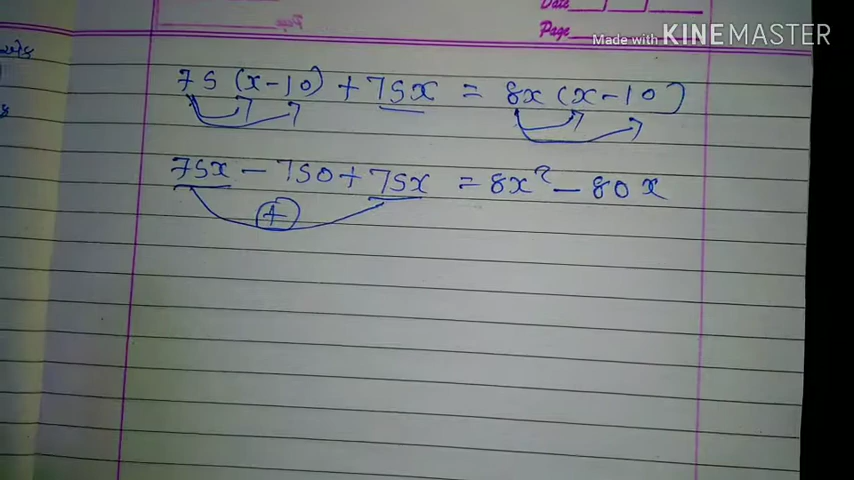 Date
Page
Made with KINEMASTER
75 (x-10) + 75x = 8x (x-10)
75x - 750 + 75x = 8x² - 80x
+